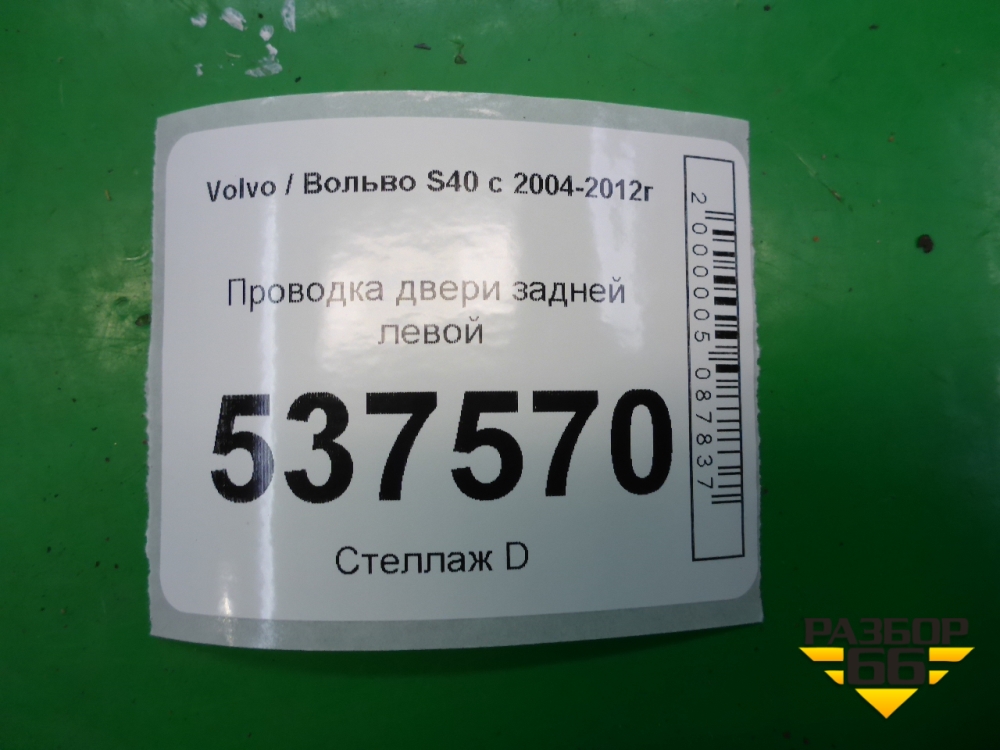 Volvo / Вольво S40 с 2004-2012г
Проводка двери задней
левой
537570
Стеллаж D
2000005087837
РАЗБОР
66